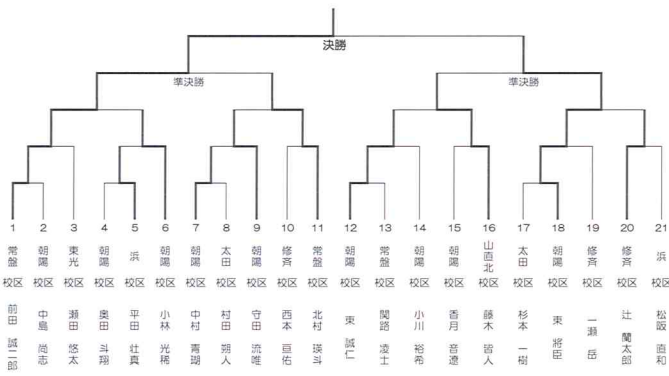 決勝
準決勝 準決勝
1 2 3 4 5 6 7 8 9 10 11 12 13 14 15 16 17 18 19 20 21
常盤 朝陽 東光 朝陽 浜 朝陽 朝陽 太田 朝陽 修斉 常盤 朝陽 常盤 朝陽 朝陽 山直北 太田 朝陽 修斉 修斉 浜
校区 校区 校区 校区 校区 校区 校区 校区 校区 校区 校区 校区 校区 校区 校区 校区 校区 校区 校区 校区 校区
前田 誠二郎 中島 尚志 瀬田 悠太 奥田 斗翔 平田 壮真 小林 光稀 中村 青瑚 村田 朔人 守田 流唯 西本 亘佑 北村 瑛斗 東 誠仁 関路 凌士 小川 裕希 香月 音遼 藤木 皆人 杉本 一樹 東 將臣 一瀬 岳 辻 蘭太郎 松阪 直和